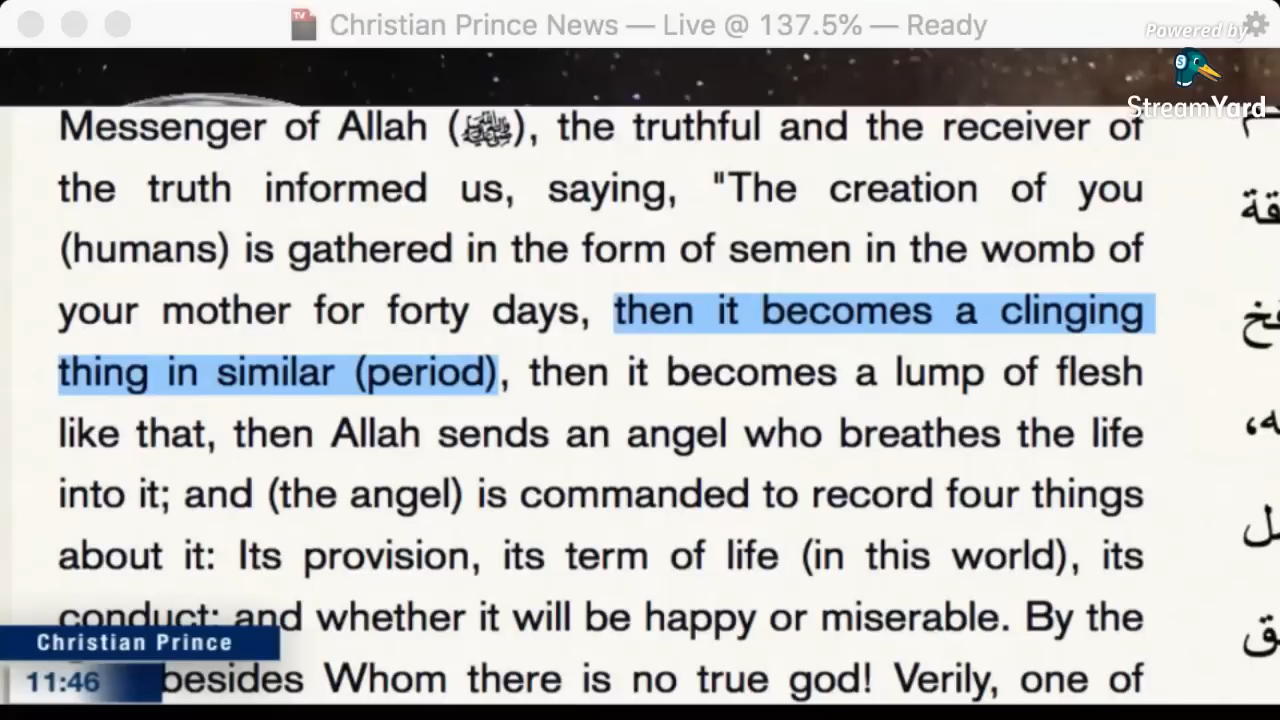 Christian Prince News — Live @ 137.5% — Ready
Powered by
StreamYard
Messenger of Allah (ﷺ), the truthful and the receiver of
the truth informed us, saying, "The creation of you
(humans) is gathered in the form of semen in the womb of
your mother for forty days, then it becomes a clinging
thing in similar (period), then it becomes a lump of flesh
like that, then Allah sends an angel who breathes the life
into it; and (the angel) is commanded to record four things
about it: Its provision, its term of life (in this world), its
conduct; and whether it will be happy or miserable. By the
besides Whom there is no true god! Verily, one of
Christian Prince
11:46